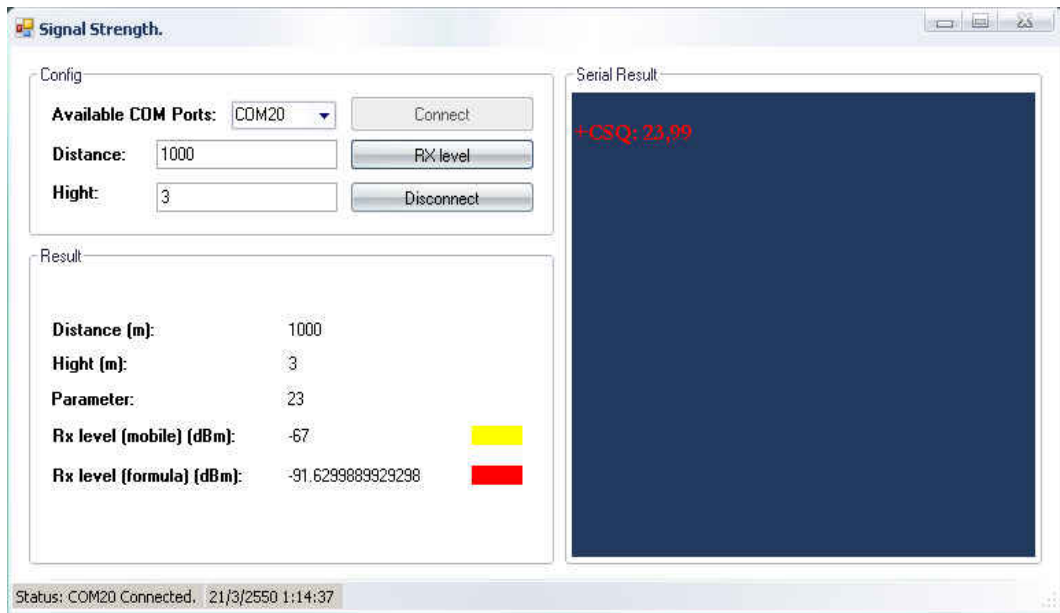 Signal Strength.
Config
Available COM Ports: COM20
Connect
Distance: 1000
RX level
Hight: 3
Disconnect
Result
Distance (m): 1000
Hight (m): 3
Parameter: 23
Rx level (mobile) (dBm): -67
Rx level (formula) (dBm): -91.6299889929298
Serial Result
+CSQ: 23,99
Status: COM20 Connected. 21/3/2550 1:14:37